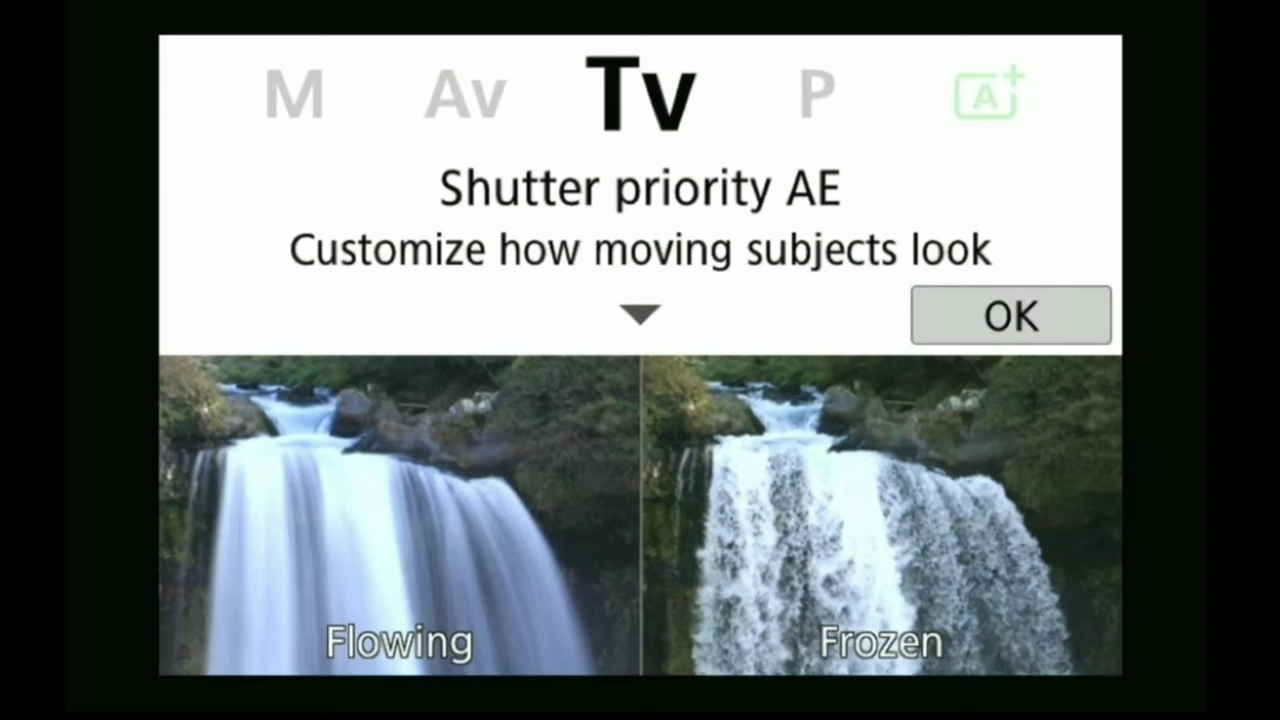 M Av Tv P A+
Shutter priority AE
Customize how moving subjects look
OK
Flowing Frozen